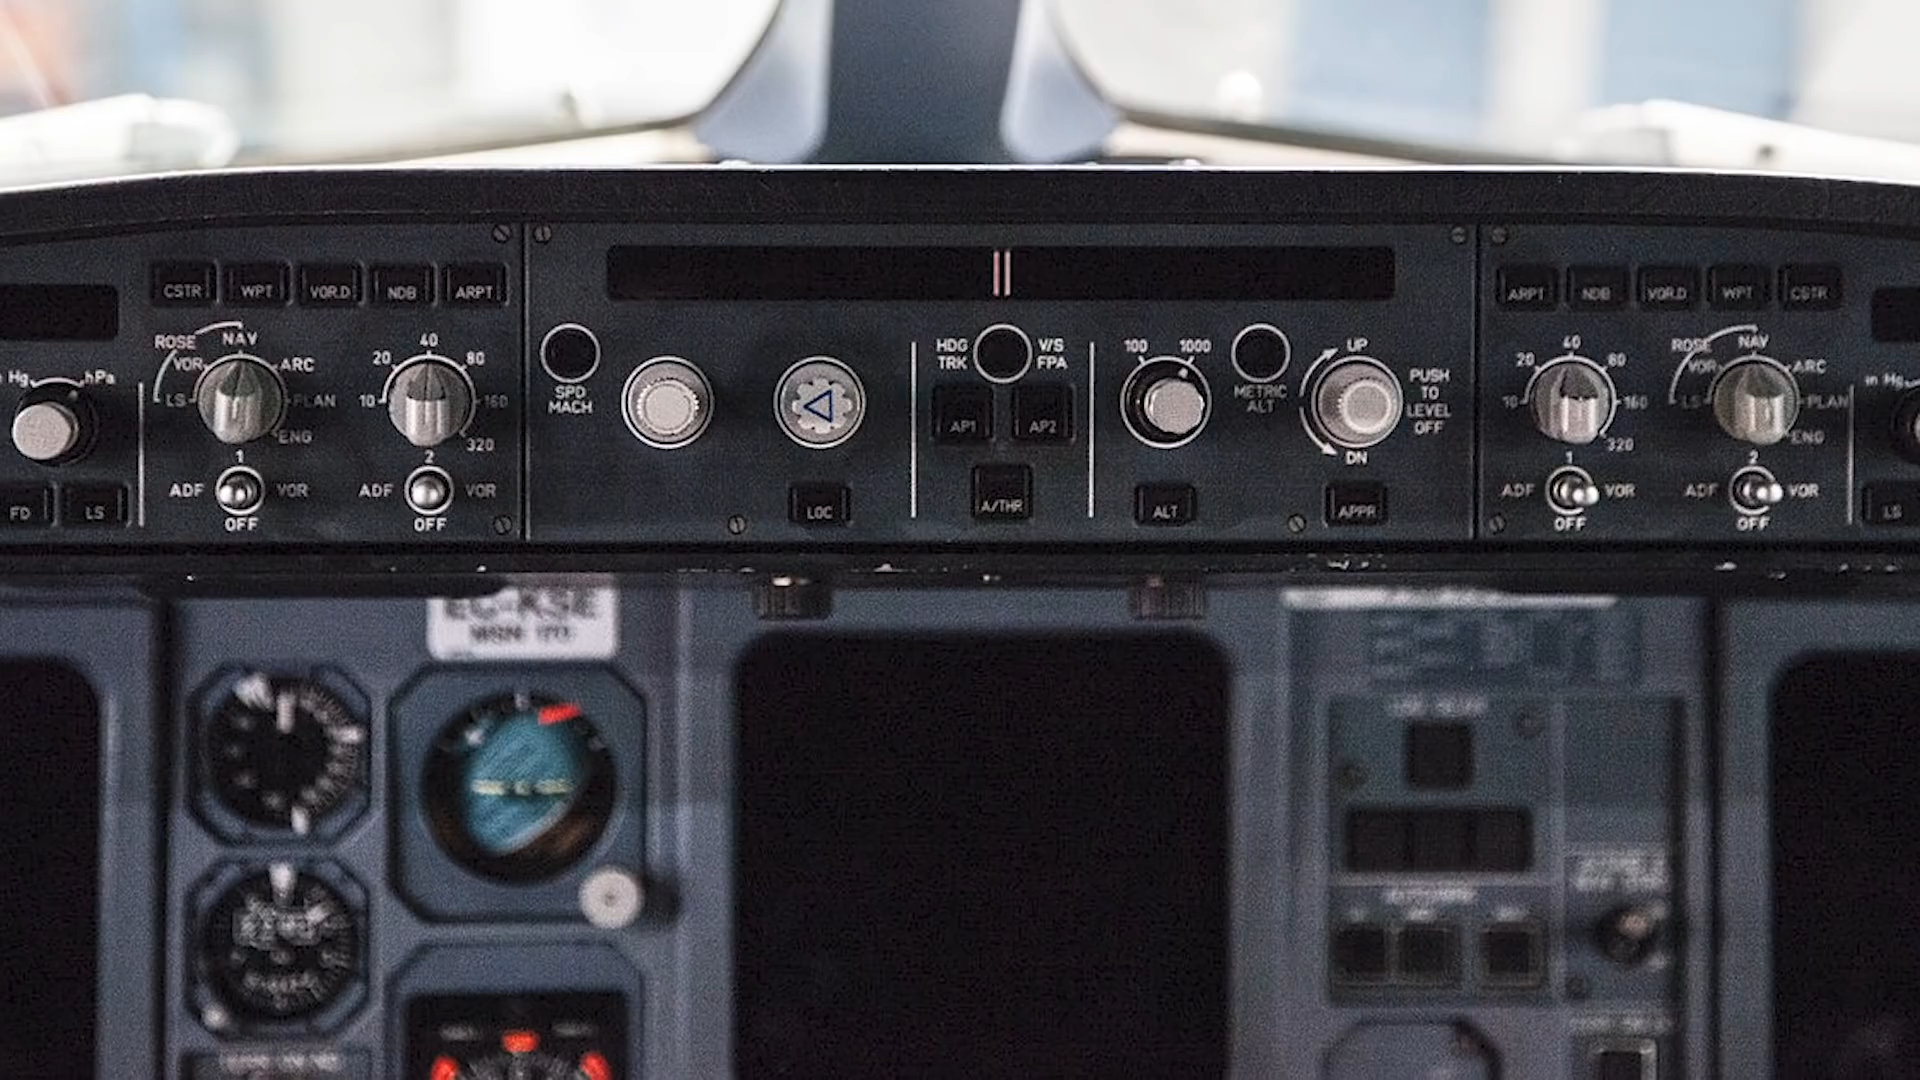 CSTR WPT VOR.D NDB ARPT
ROSE NAV
VOR ARC
LS PLAN
ENG
40
20 80
10 160
320
Hg hPa
1
ADF VOR
OFF
2
ADF VOR
OFF
FD LS
SPD
MACH
LOC
HDG
TRK
V/S
FPA
AP1 AP2
A/THR
100 1000
METRIC
ALT
ALT
UP
DN
PUSH
TO
LEVEL
OFF
APPR
ARPT NDB VOR.D WPT CSTR
40
20 80
10 160
320
ROSE NAV
VOR ARC
LS PLAN
ENG
in Hg
1
ADF VOR
OFF
2
ADF VOR
OFF
LS
EC-KSE